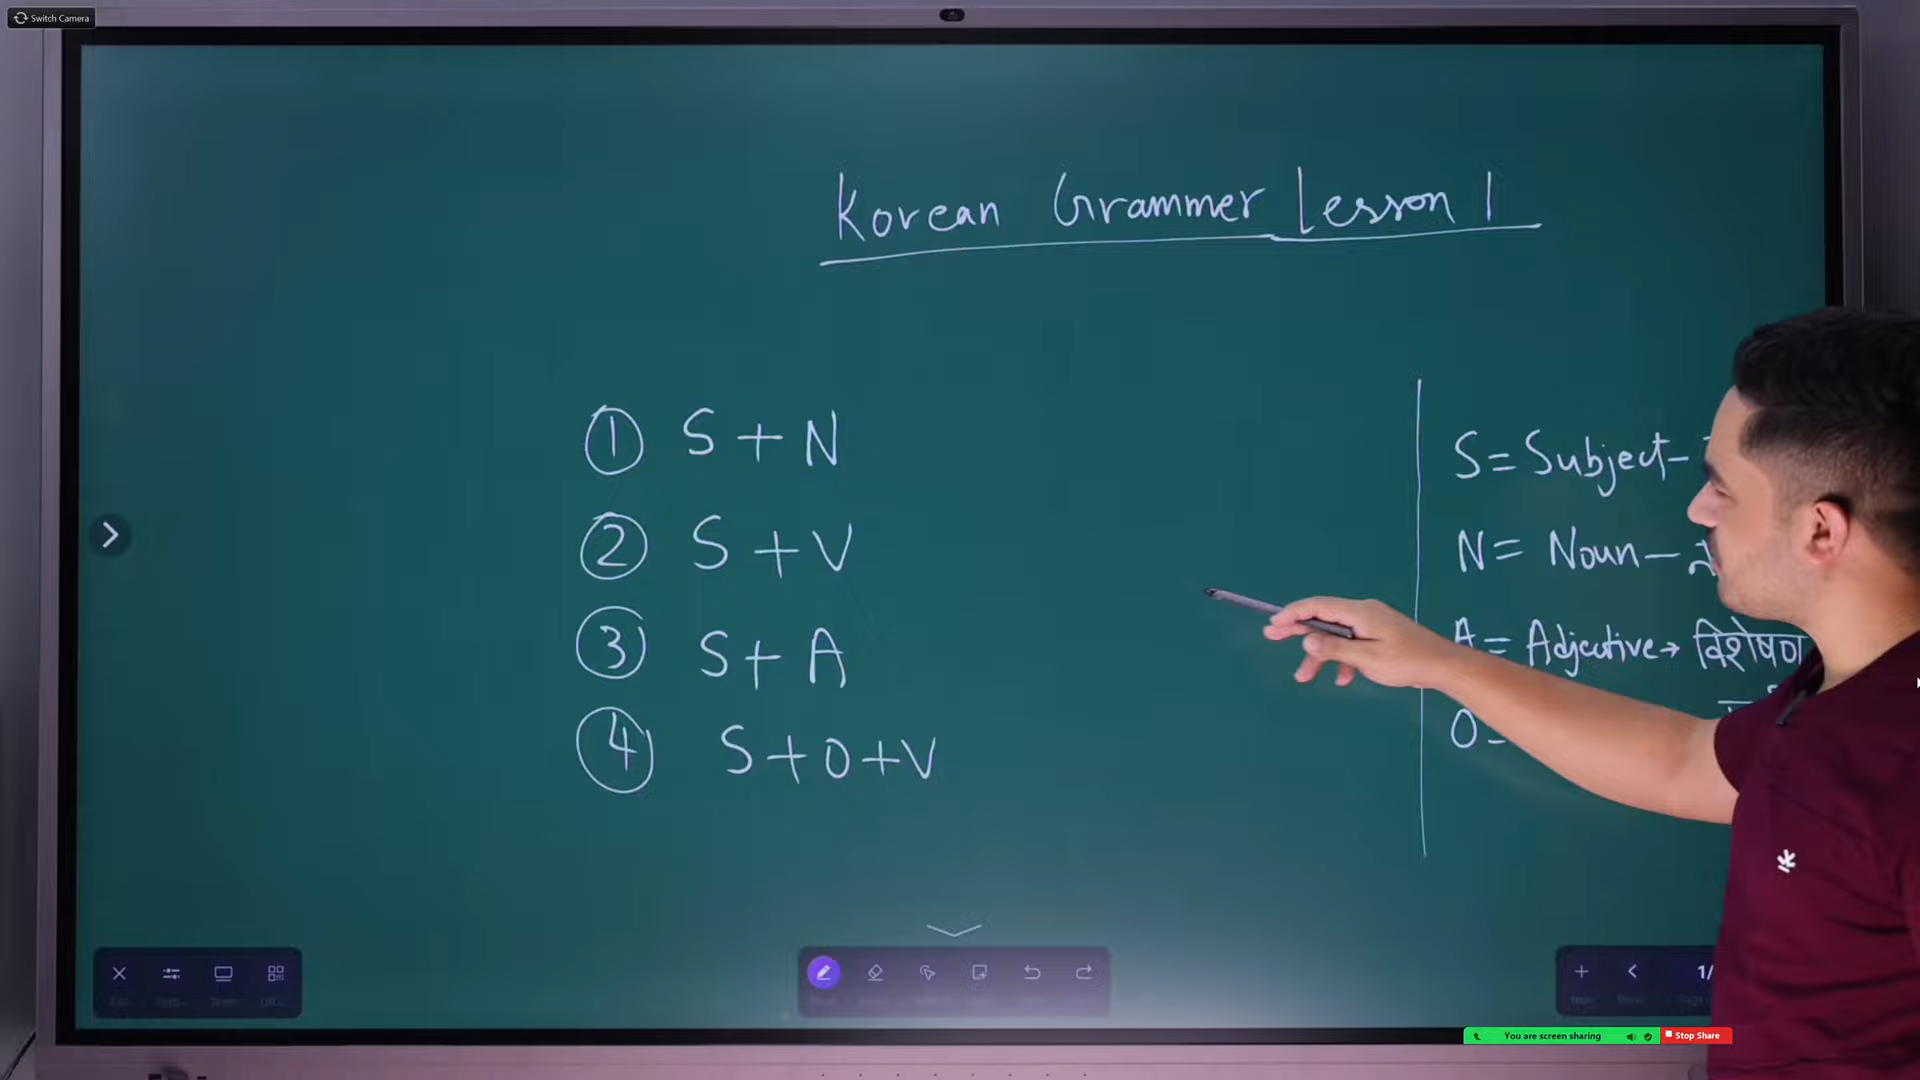 Switch Camera
Korean Grammer Lesson 1
① S + N
② S + V
③ S + A
④ S + O + V
S = Subject -
N = Noun —
A = Adjective → विशेषण
O =
1/
You are screen sharing
Stop Share